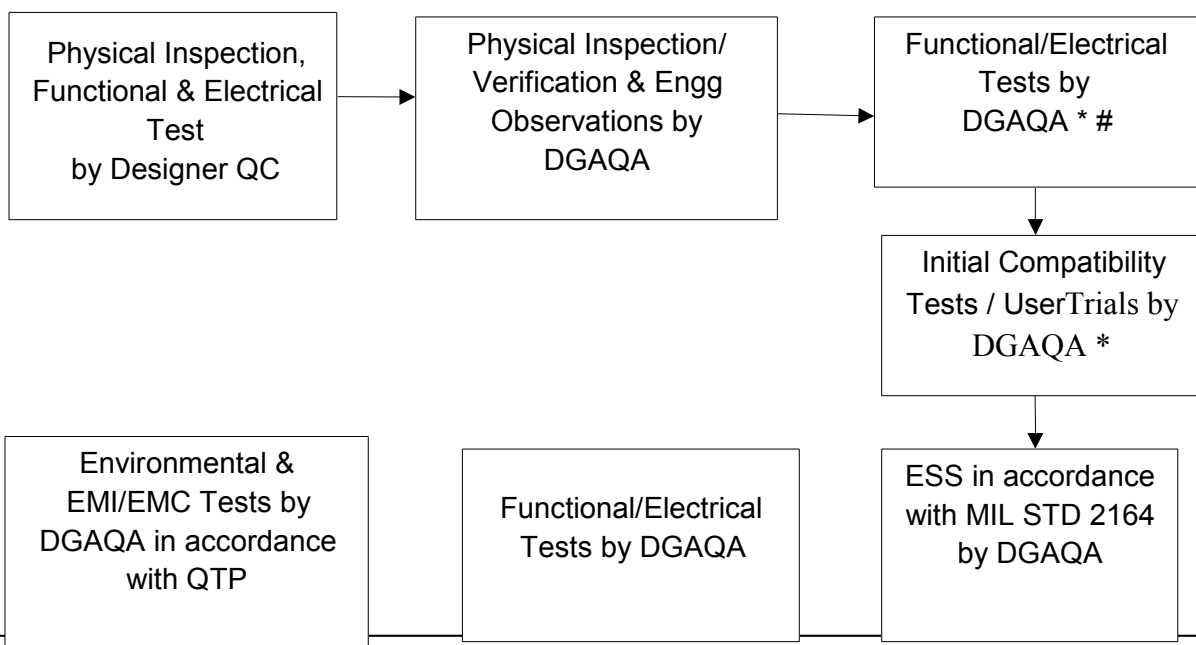 Physical Inspection,
Functional & Electrical
Test
by Designer QC
Physical Inspection/
Verification & Engg
Observations by
DGAQA
Functional/Electrical
Tests by
DGAQA * #
Initial Compatibility
Tests / UserTrials by
DGAQA *
ESS in accordance
with MIL STD 2164
by DGAQA
Functional/Electrical
Tests by DGAQA
Environmental &
EMI/EMC Tests by
DGAQA in accordance
with QTP